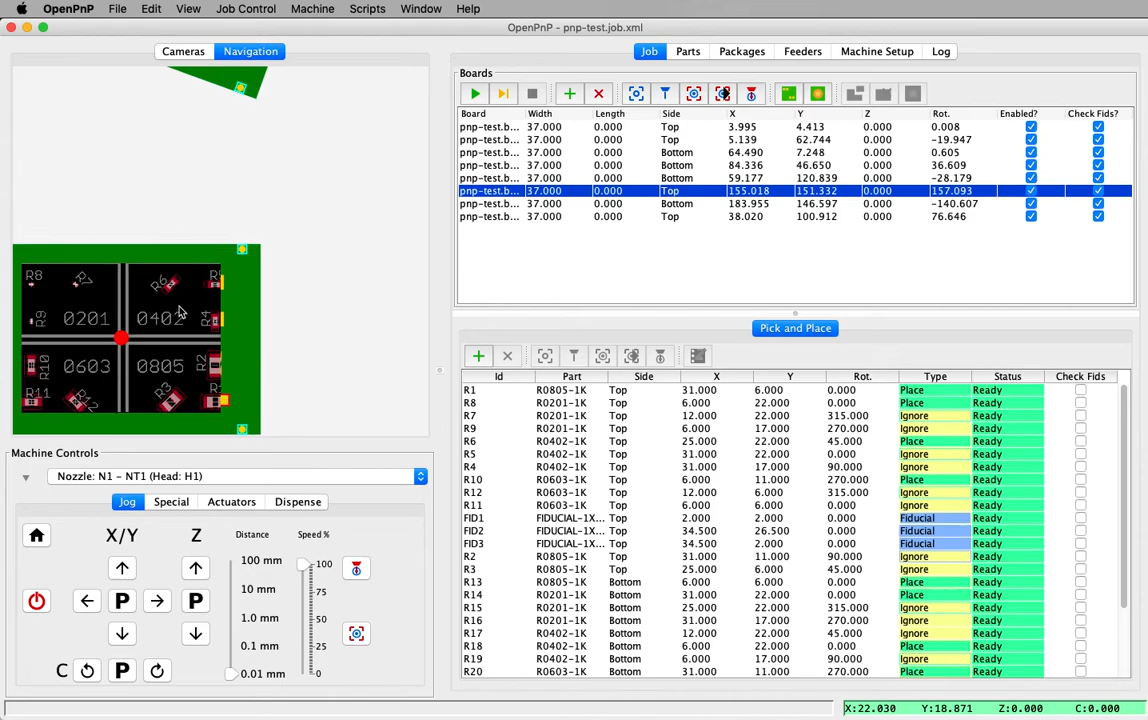 OpenPnP File Edit View Job Control Machine Scripts Window Help
OpenPnP - pnp-test.job.xml
Cameras Navigation
Job Parts Packages Feeders Machine Setup Log
Boards
Board Width Length Side X Y Z Rot. Enabled? Check Fids?
pnp-test.b... 37.000 0.000 Top 3.995 4.413 0.000 0.008
pnp-test.b... 37.000 0.000 Top 5.139 62.744 0.000 -19.947
pnp-test.b... 37.000 0.000 Bottom 64.490 7.248 0.000 0.605
pnp-test.b... 37.000 0.000 Bottom 84.336 46.650 0.000 36.609
pnp-test.b... 37.000 0.000 Bottom 59.177 120.839 0.000 -28.179
pnp-test.b... 37.000 0.000 Top 155.018 151.332 0.000 157.093
pnp-test.b... 37.000 0.000 Bottom 183.955 146.597 0.000 -140.607
pnp-test.b... 37.000 0.000 Top 38.020 100.912 0.000 76.646
R8 R7 R6
R9 0201 0402 R4
R10 0603 0805 R2
R11 R12 R3
Pick and Place
Id Part Side X Y Rot. Type Status Check Fids
R1 R0805-1K Top 31.000 6.000 0.000 Place Ready
R8 R0201-1K Top 6.000 22.000 0.000 Place Ready
R7 R0201-1K Top 12.000 22.000 315.000 Ignore Ready
R9 R0201-1K Top 6.000 17.000 270.000 Ignore Ready
R6 R0402-1K Top 25.000 22.000 45.000 Place Ready
R5 R0402-1K Top 31.000 22.000 0.000 Ignore Ready
R4 R0402-1K Top 31.000 17.000 90.000 Ignore Ready
R10 R0603-1K Top 6.000 11.000 270.000 Place Ready
R12 R0603-1K Top 12.000 6.000 315.000 Ignore Ready
R11 R0603-1K Top 6.000 6.000 0.000 Ignore Ready
FID1 FIDUCIAL-1X... Top 2.000 2.000 0.000 Fiducial Ready
FID2 FIDUCIAL-1X... Top 34.500 26.500 0.000 Fiducial Ready
FID3 FIDUCIAL-1X... Top 34.500 2.000 0.000 Fiducial Ready
R2 R0805-1K Top 31.000 11.000 90.000 Ignore Ready
R3 R0805-1K Top 25.000 6.000 45.000 Ignore Ready
R13 R0805-1K Bottom 31.000 6.000 0.000 Place Ready
R14 R0201-1K Bottom 31.000 22.000 0.000 Place Ready
R15 R0201-1K Bottom 25.000 22.000 315.000 Ignore Ready
R16 R0201-1K Bottom 31.000 17.000 270.000 Ignore Ready
R17 R0402-1K Bottom 12.000 22.000 45.000 Ignore Ready
R18 R0402-1K Bottom 6.000 22.000 0.000 Place Ready
R19 R0402-1K Bottom 6.000 17.000 90.000 Ignore Ready
R20 R0603-1K Bottom 31.000 11.000 270.000 Place Ready
Machine Controls
Nozzle: N1 - NT1 (Head: H1)
Jog Special Actuators Dispense
X/Y Z Distance Speed %
100 mm 100
10 mm 75
P P 1.0 mm 50
0.1 mm 25
C P 0.01 mm 0
X:22.030 Y:18.871 Z:0.000 C:0.000